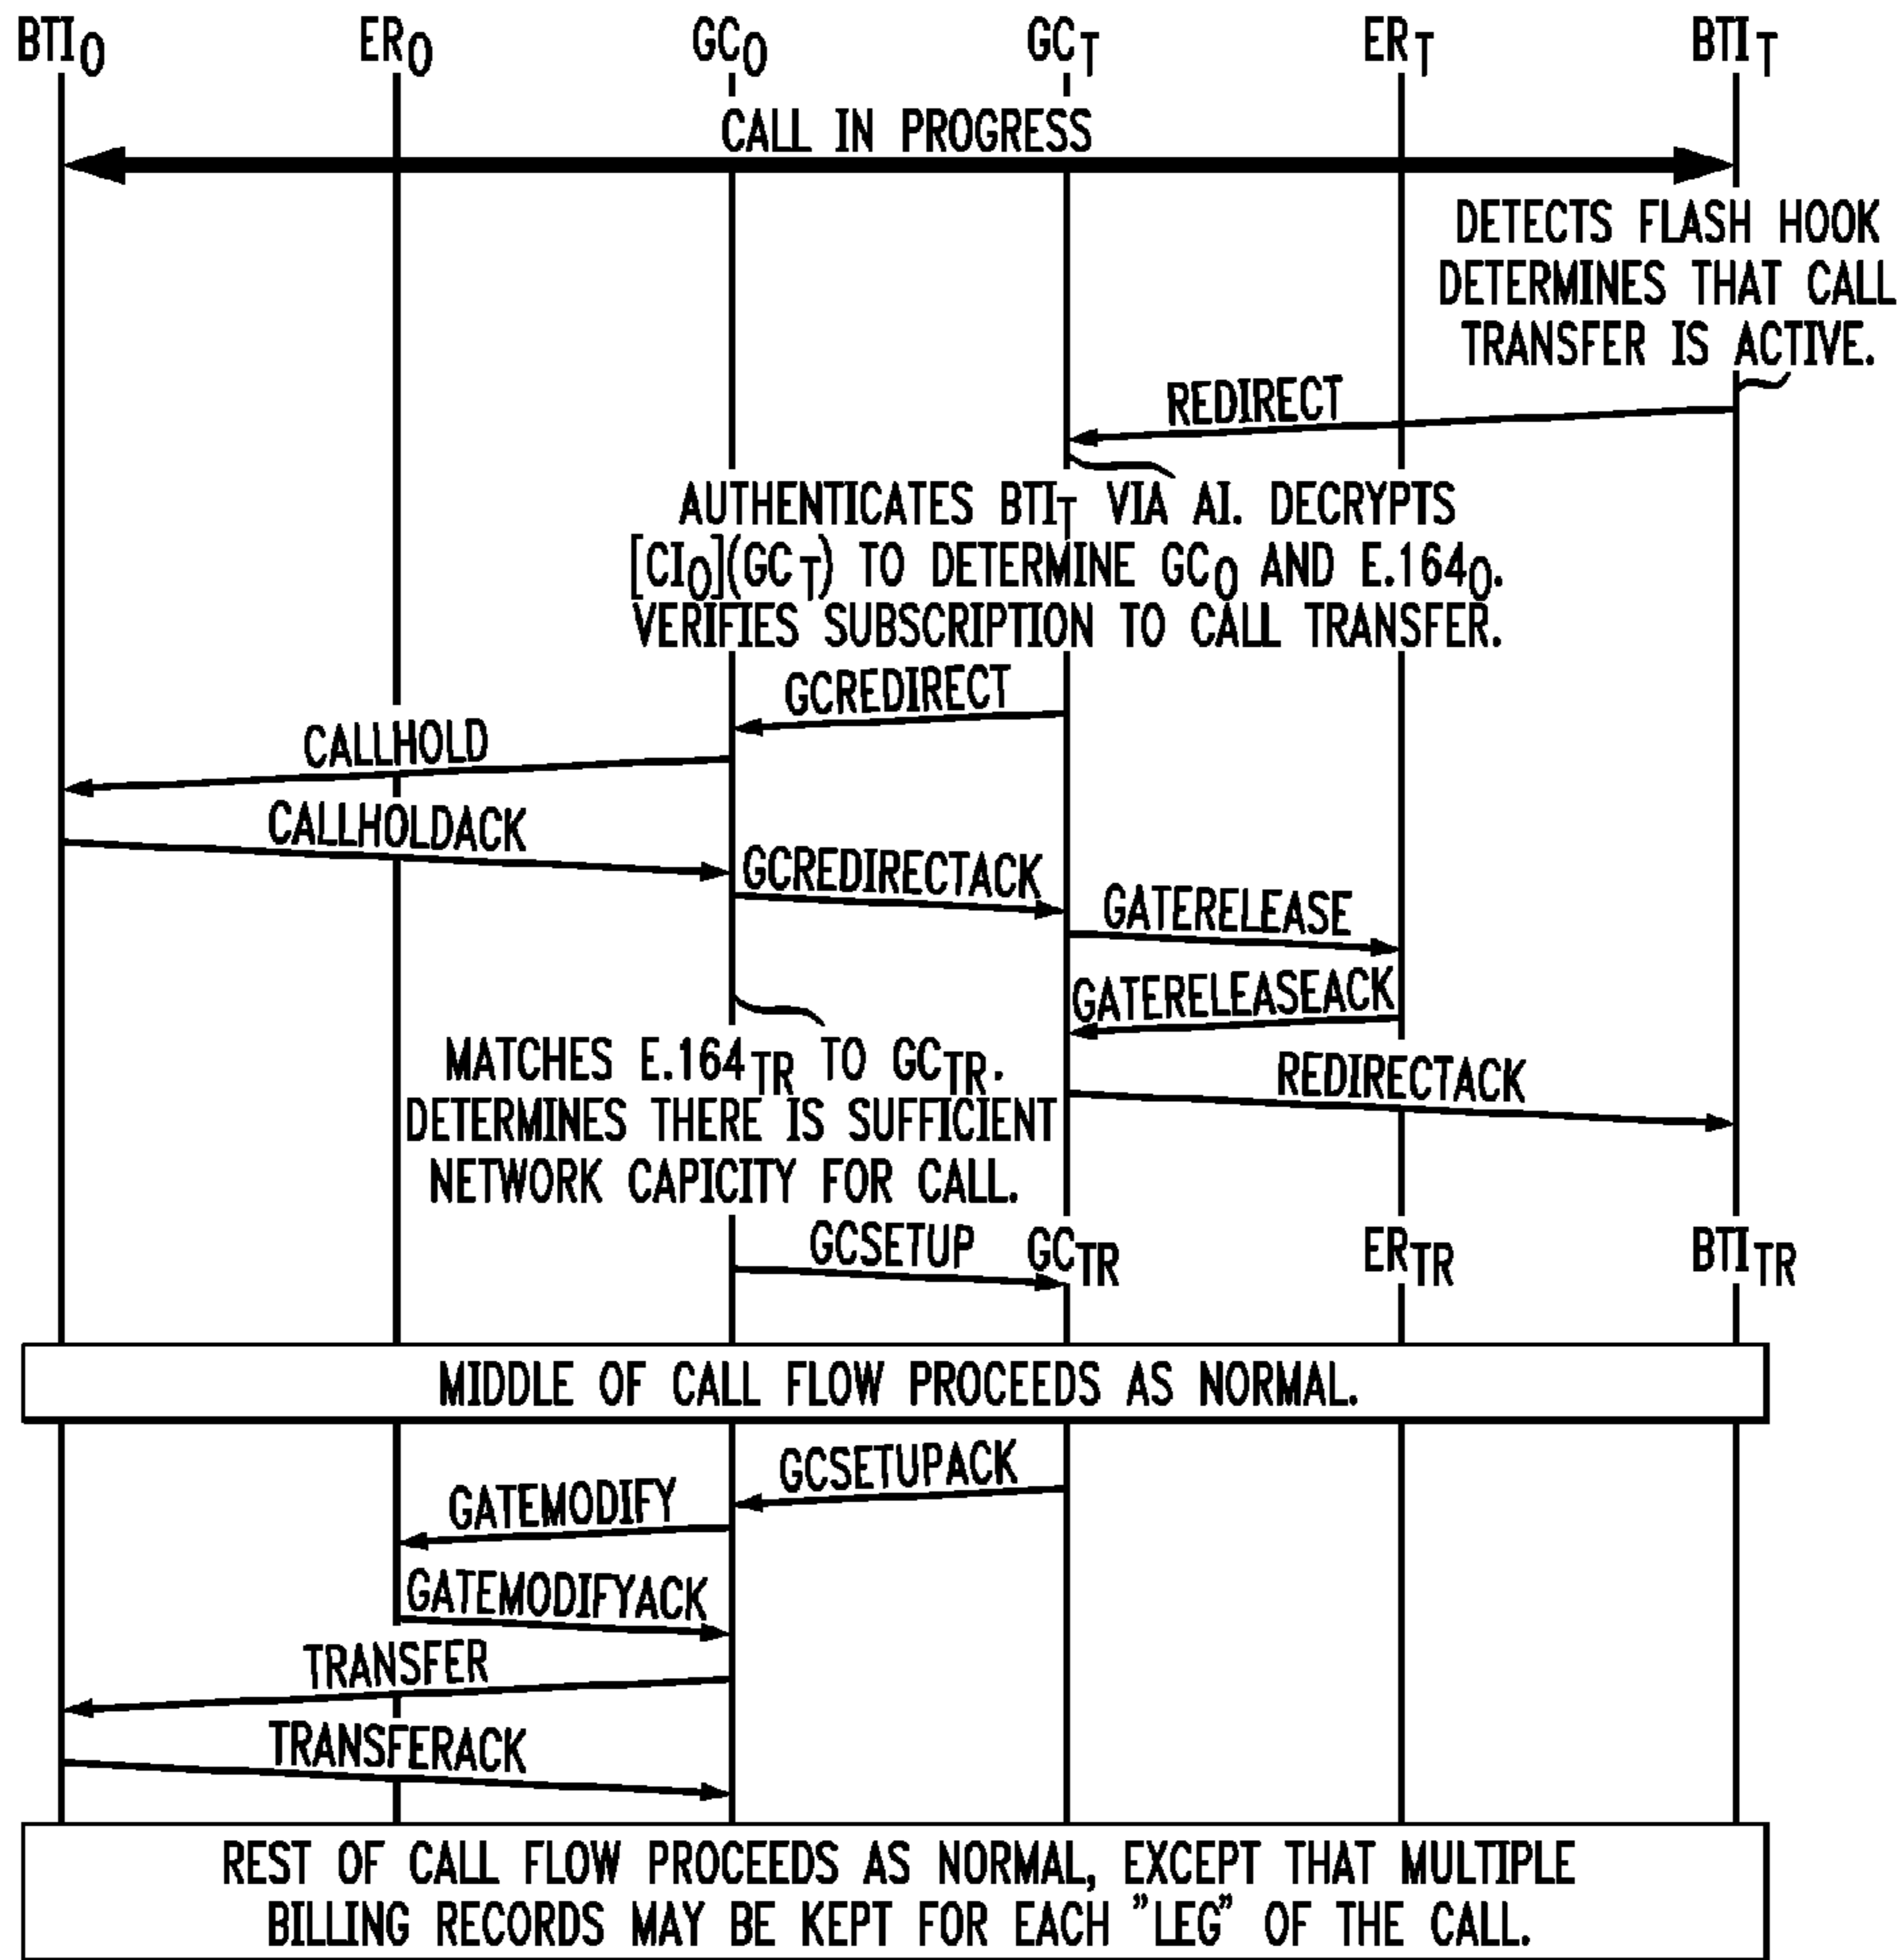 BTIO ERO GCO GCT ERT BTIT
CALL IN PROGRESS
DETECTS FLASH HOOK
DETERMINES THAT CALL
TRANSFER IS ACTIVE.
REDIRECT
AUTHENTICATES BTIT VIA AI. DECRYPTS
[CIO](GCT) TO DETERMINE GCO AND E.164O.
VERIFIES SUBSCRIPTION TO CALL TRANSFER.
GCREDIRECT
CALLHOLD
CALLHOLDACK
GCREDIRECTACK
GATERELEASE
GATERELEASEACK
MATCHES E.164TR TO GCTR.
DETERMINES THERE IS SUFFICIENT
NETWORK CAPICITY FOR CALL.
REDIRECTACK
GCSETUP
GCTR ERTR BTITR
MIDDLE OF CALL FLOW PROCEEDS AS NORMAL.
GCSETUPACK
GATEMODIFY
GATEMODIFYACK
TRANSFER
TRANSFERACK
REST OF CALL FLOW PROCEEDS AS NORMAL, EXCEPT THAT MULTIPLE
BILLING RECORDS MAY BE KEPT FOR EACH "LEG" OF THE CALL.